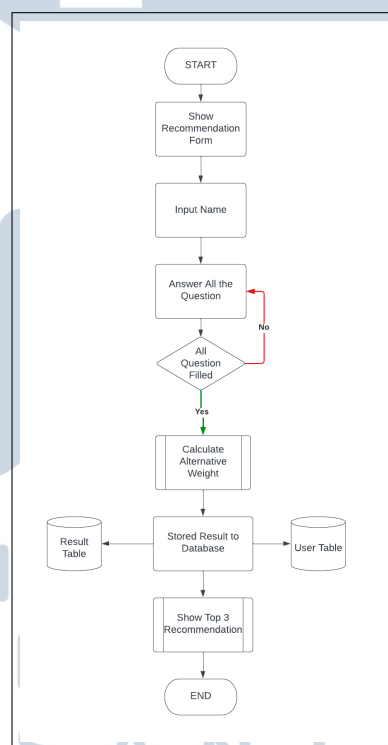 START
Show
Recommendation
Form
Input Name
Answer All the
Question
No
All
Question
Filled
Yes
Calculate
Alternative
Weight
Result
Table
Stored Result to
Database
User Table
Show Top 3
Recommendation
END